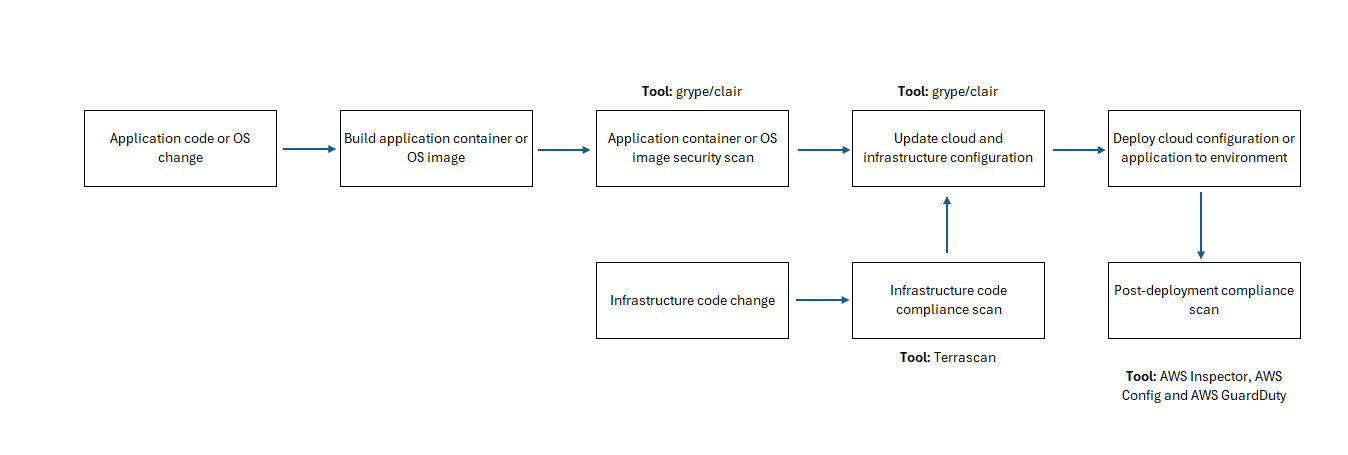 Tool: grype/clair
Tool: grype/clair
Application code or OS
change
Build application container or
OS image
Application container or OS
image security scan
Update cloud and
infrastructure configuration
Deploy cloud configuration or
application to environment
Infrastructure code change
Infrastructure code
compliance scan
Post-deployment compliance
scan
Tool: Terrascan
Tool: AWS Inspector, AWS
Config and AWS GuardDuty